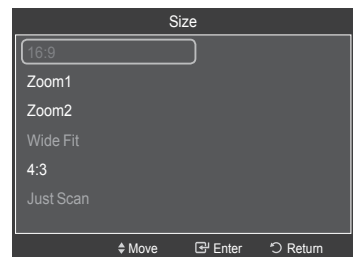 Size
16:9
Zoom1
Zoom2
Wide Fit
4:3
Just Scan
Move Enter Return